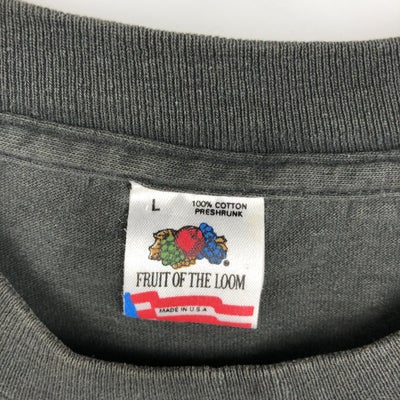 L
100% COTTON
PRESHRUNK
®
FRUIT OF THE LOOM
MADE IN U.S.A